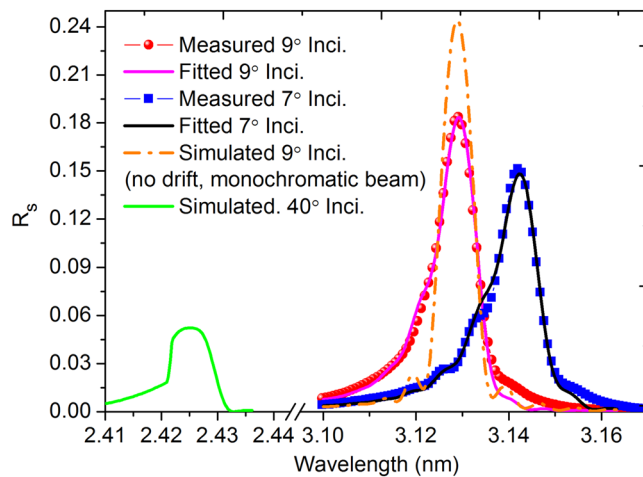 0.24
0.21
0.18
0.15
0.12
0.09
0.06
0.03
0.00
Rs
Measured 9° Inci.
Fitted 9° Inci.
Measured 7° Inci.
Fitted 7° Inci.
Simulated 9° Inci.
(no drift, monochromatic beam)
Simulated. 40° Inci.
2.41 2.42 2.43 2.44 3.10 3.12 3.14 3.16
Wavelength (nm)